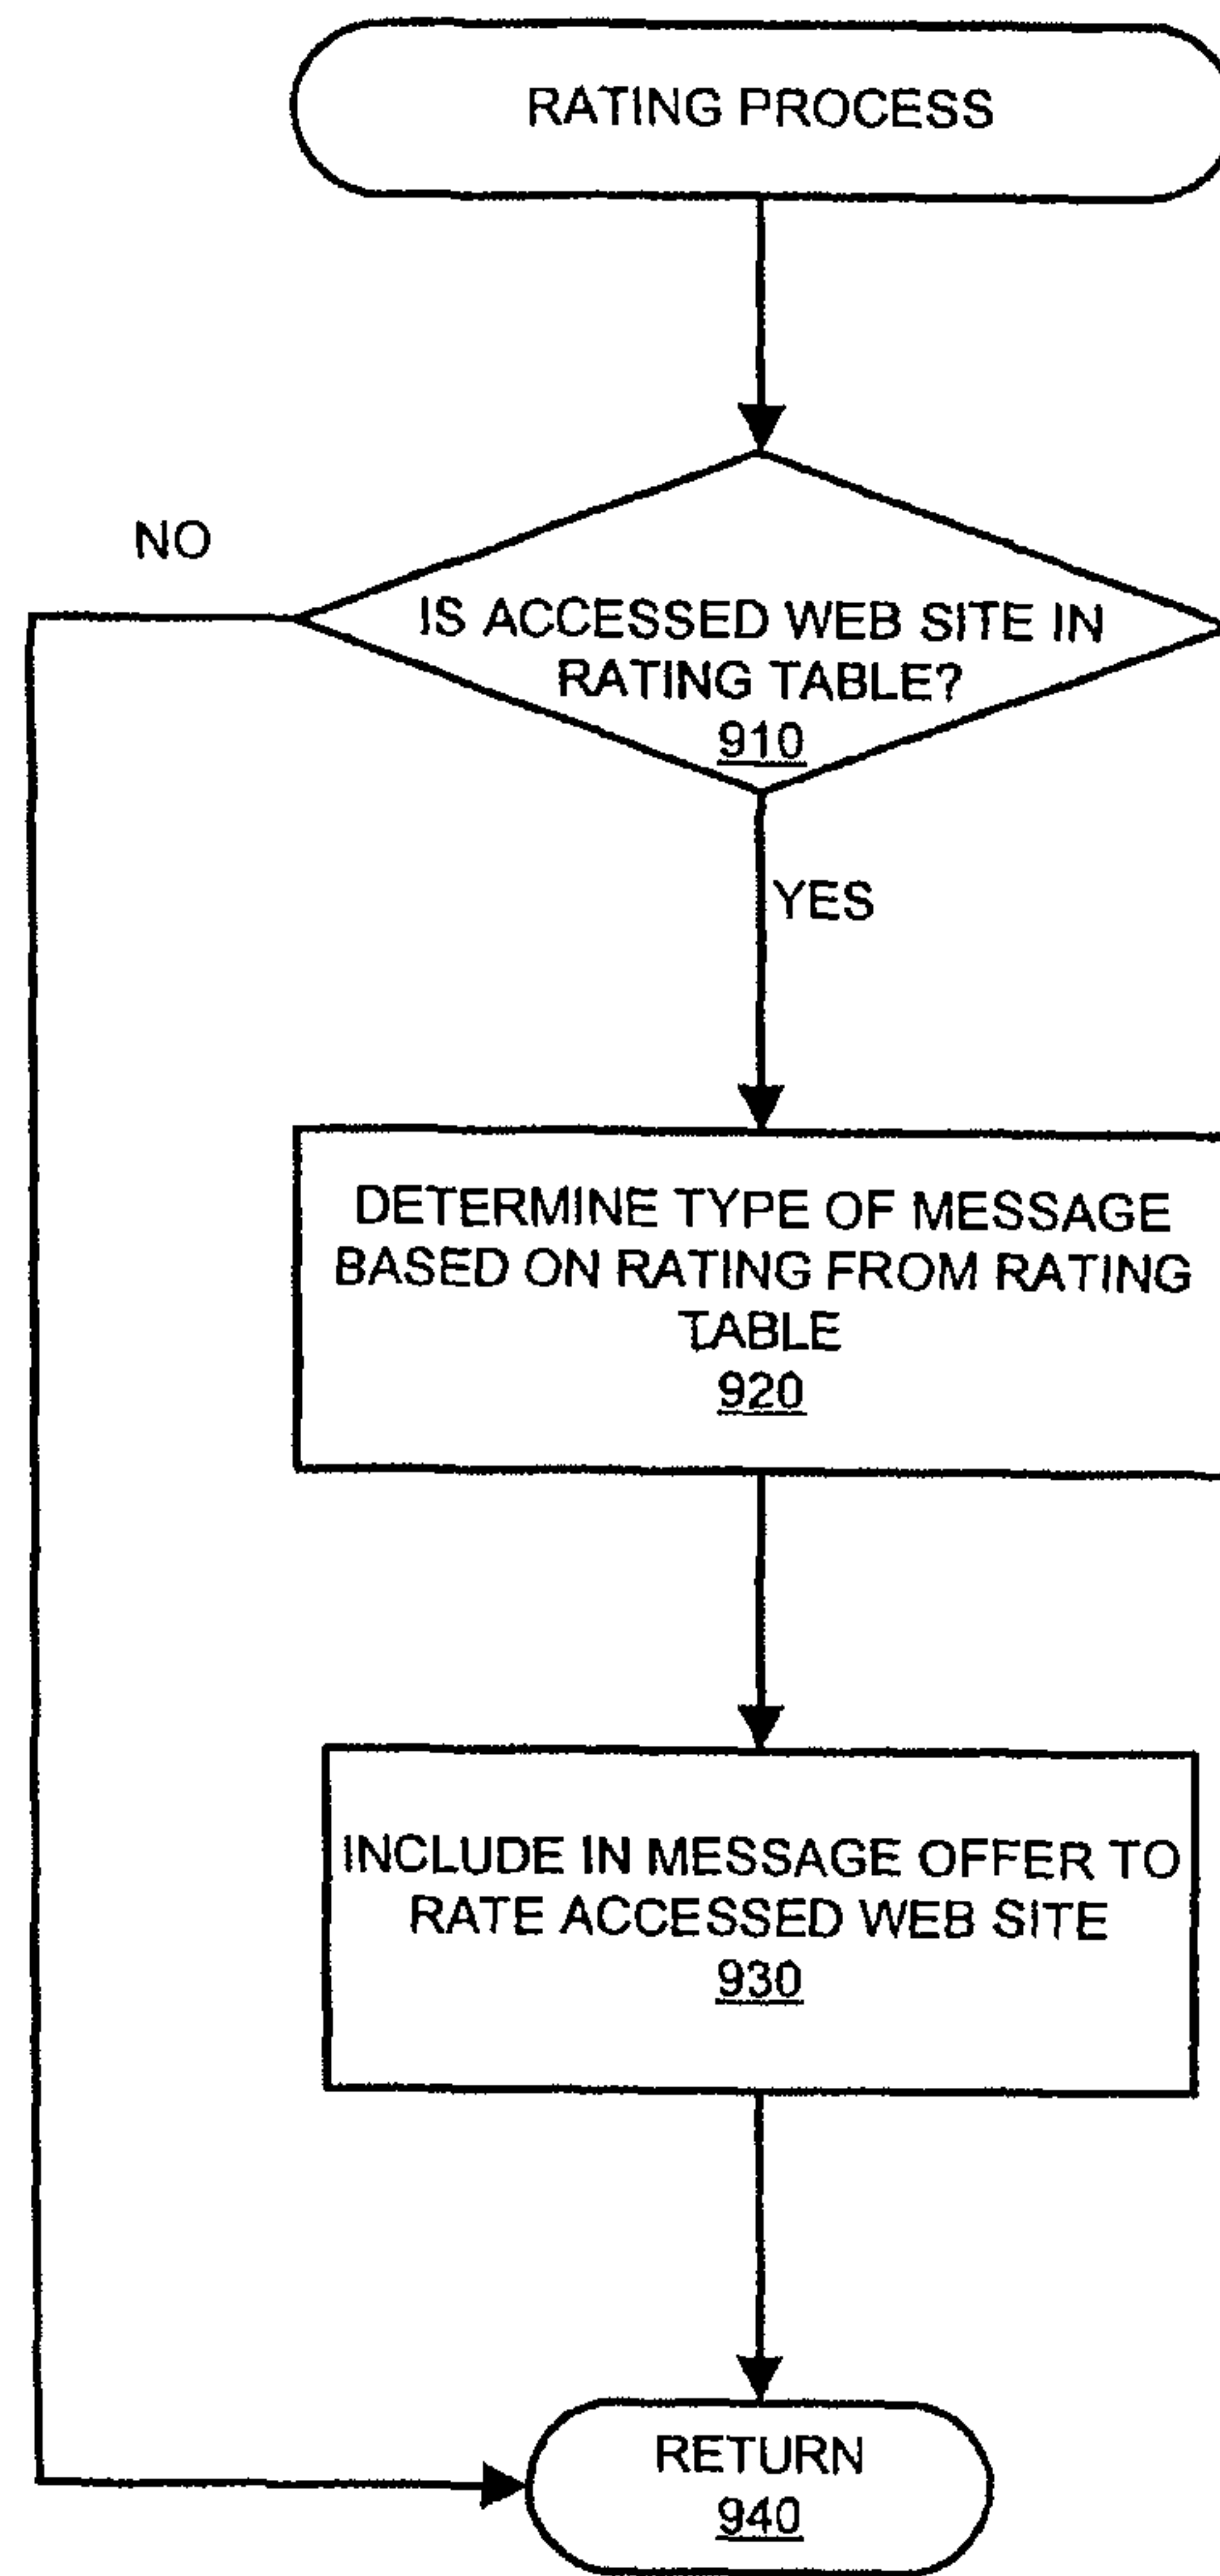 RATING PROCESS
NO
IS ACCESSED WEB SITE IN
RATING TABLE?
910
YES
DETERMINE TYPE OF MESSAGE
BASED ON RATING FROM RATING
TABLE
920
INCLUDE IN MESSAGE OFFER TO
RATE ACCESSED WEB SITE
930
RETURN
940